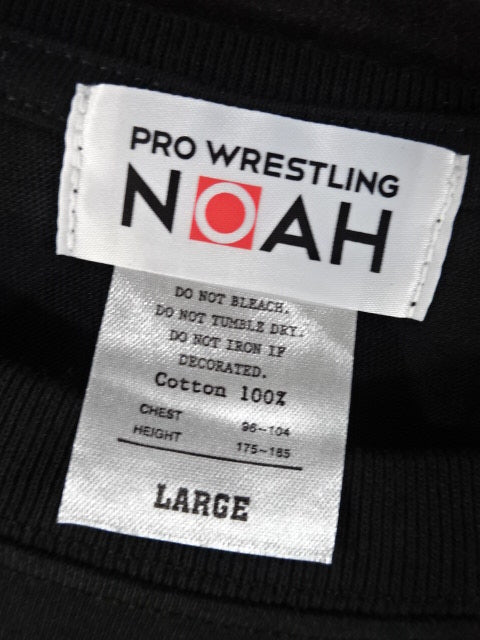 PRO WRESTLING
NOAH
DO NOT BLEACH.
DO NOT TUMBLE DRY.
DO NOT IRON IF
DECORATED.
Cotton 100%
CHEST 96~104
HEIGHT 175~185
LARGE